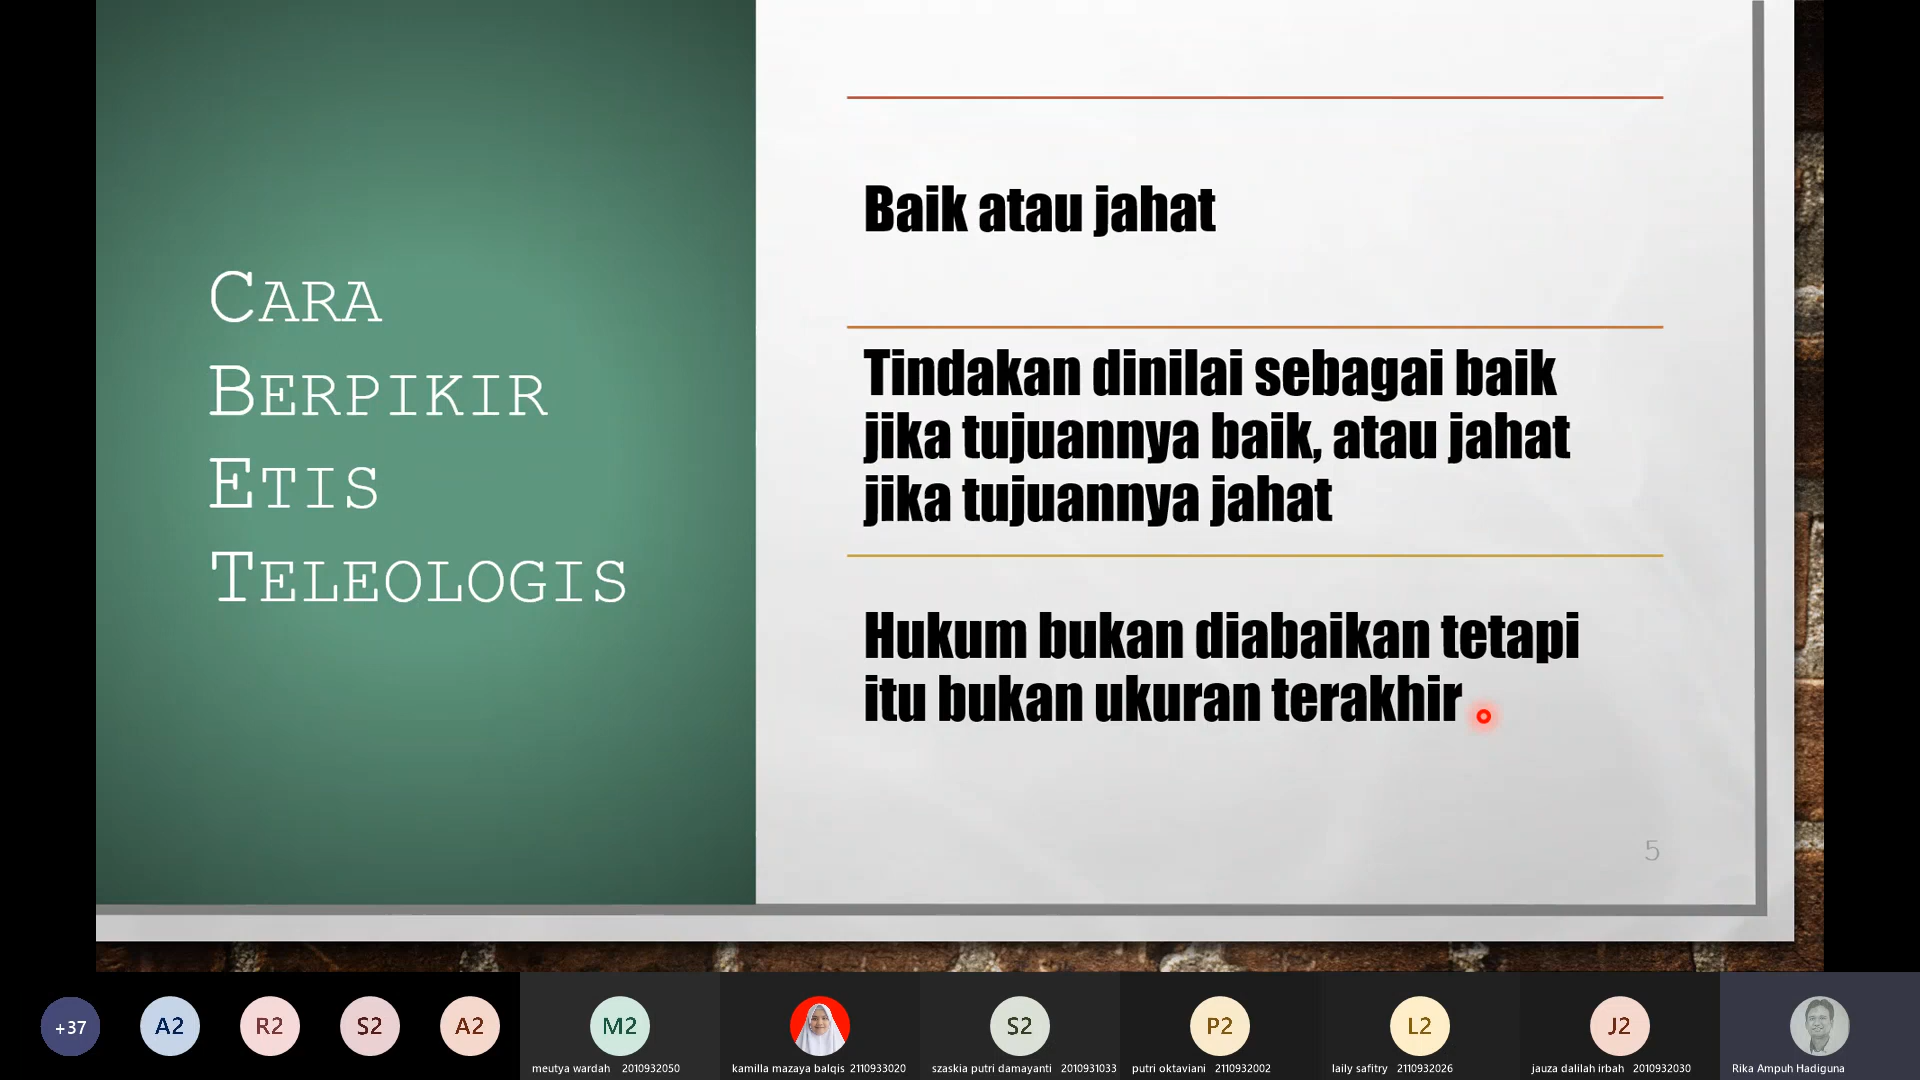 CARA
BERPIKIR
ETIS
TELEOLOGIS
Baik atau jahat
Tindakan dinilai sebagai baik
jika tujuannya baik, atau jahat
jika tujuannya jahat
Hukum bukan diabaikan tetapi
itu bukan ukuran terakhir
5
+37
A2
R2
S2
A2
M2
meutya wardah 2010932050
kamilla mazaya balqis 2110933020
S2
szaskia putri damayanti 2010931033
P2
putri oktaviani 2110932002
L2
laily safitry 2110932026
J2
jauza dalilah irbah 2010932030
Rika Ampuh Hadiguna